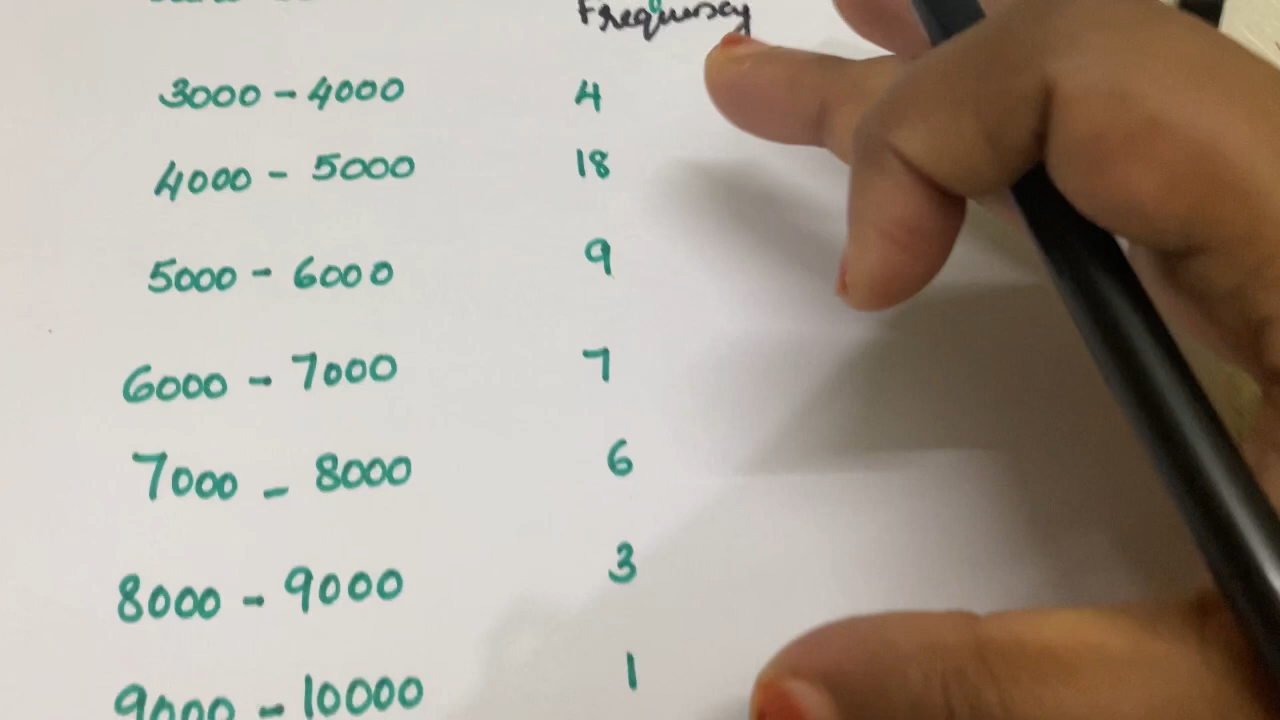 Frequency
3000 - 4000 4
4000 - 5000 18
5000 - 6000 9
6000 - 7000 7
7000 - 8000 6
8000 - 9000 3
9000 - 10000 1